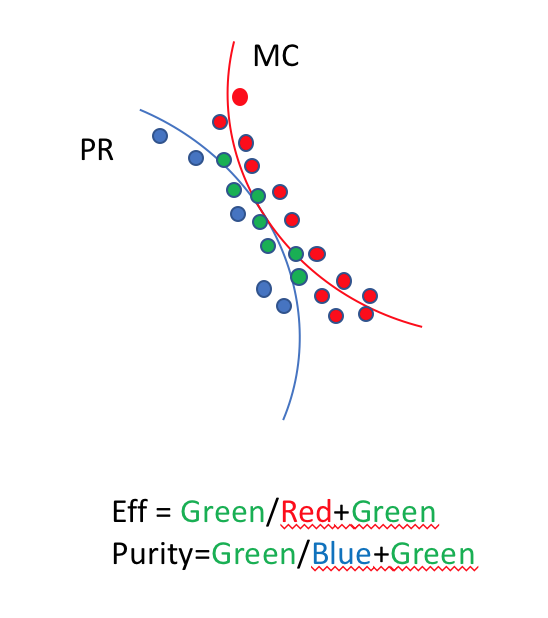 MC
PR
Eff = Green/Red+Green
Purity=Green/Blue+Green